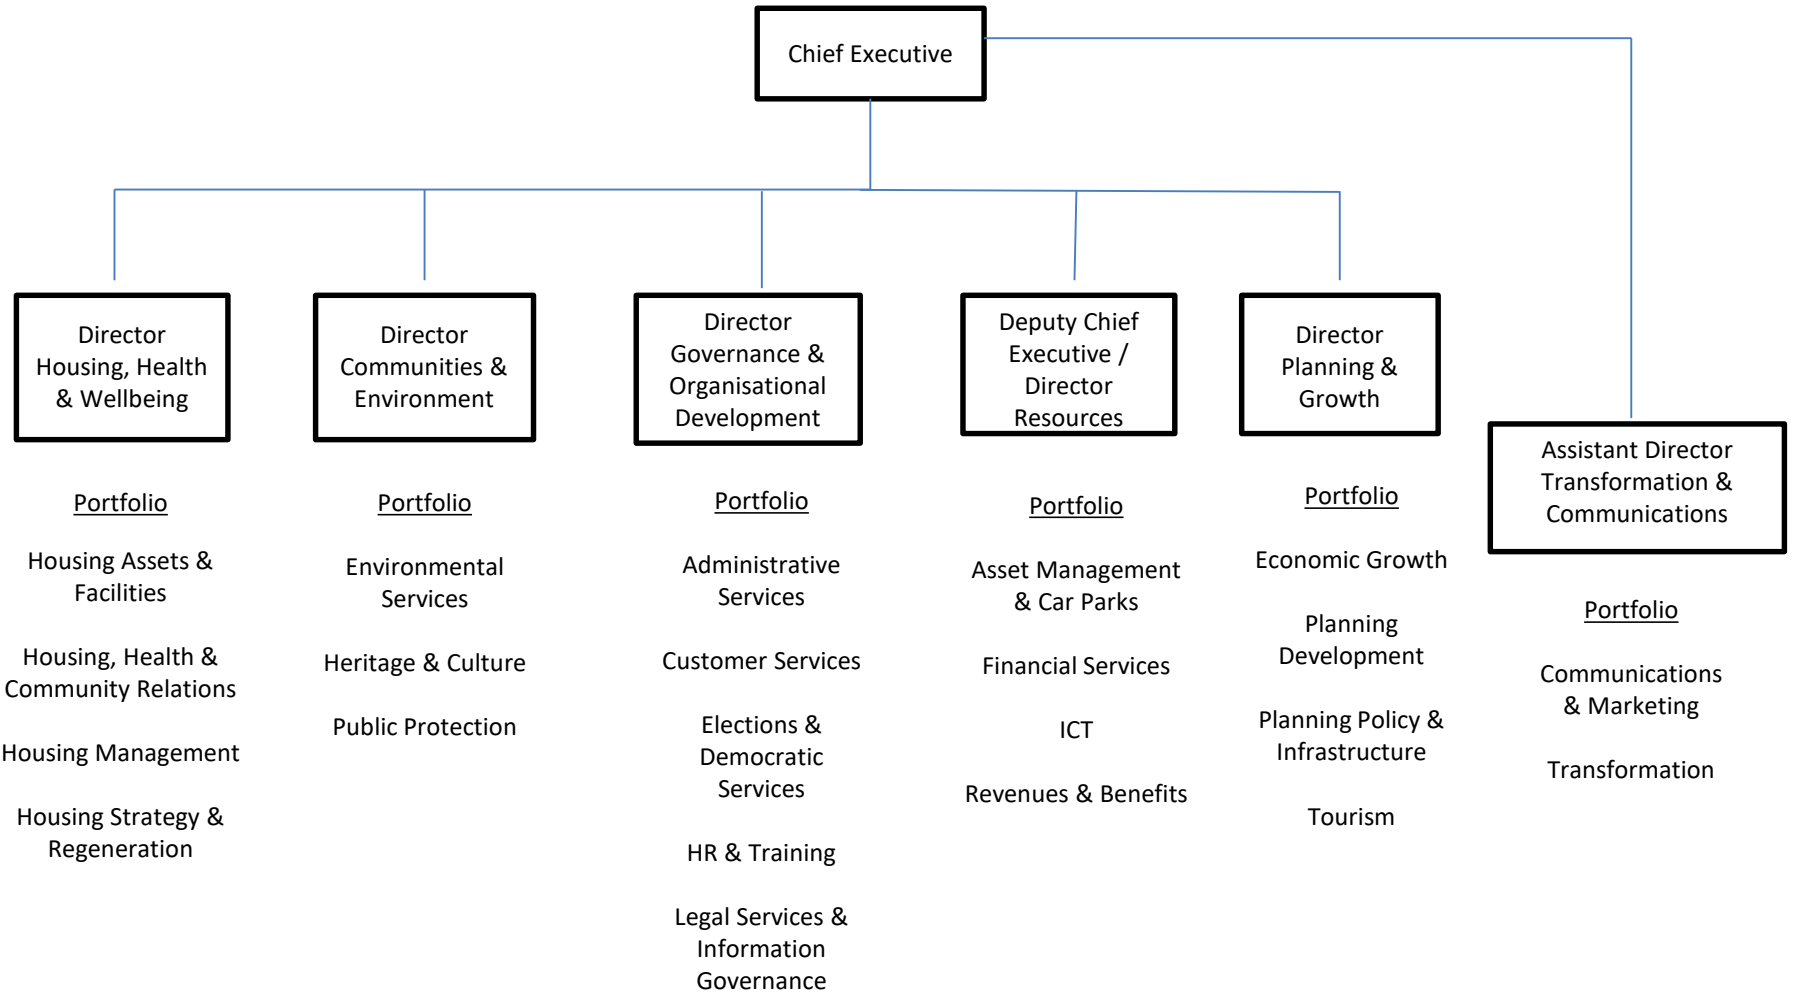 Chief Executive
Director
Housing, Health
& Wellbeing
Portfolio
Housing Assets &
Facilities
Housing, Health &
Community Relations
Housing Management
Housing Strategy &
Regeneration
Director
Communities &
Environment
Portfolio
Environmental
Services
Heritage & Culture
Public Protection
Director
Governance &
Organisational
Development
Portfolio
Administrative
Services
Customer Services
Elections &
Democratic
Services
HR & Training
Legal Services &
Information
Governance
Deputy Chief
Executive /
Director
Resources
Portfolio
Asset Management
& Car Parks
Financial Services
ICT
Revenues & Benefits
Director
Planning &
Growth
Portfolio
Economic Growth
Planning
Development
Planning Policy &
Infrastructure
Tourism
Assistant Director
Transformation &
Communications
Portfolio
Communications
& Marketing
Transformation